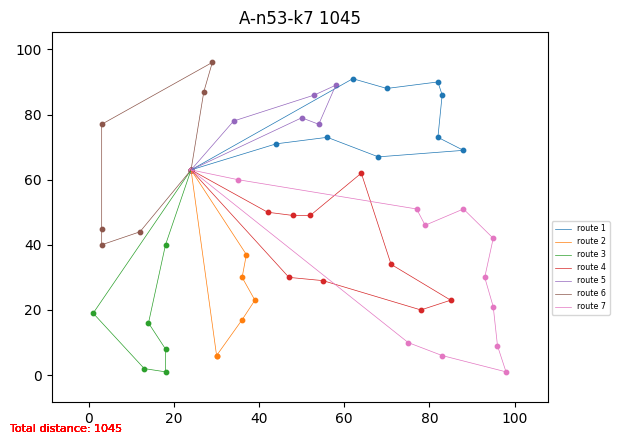 A-n53-k7 1045
100
80
60
40
20
0
0 20 40 60 80 100
route 1
route 2
route 3
route 4
route 5
route 6
route 7
Total distance: 1045